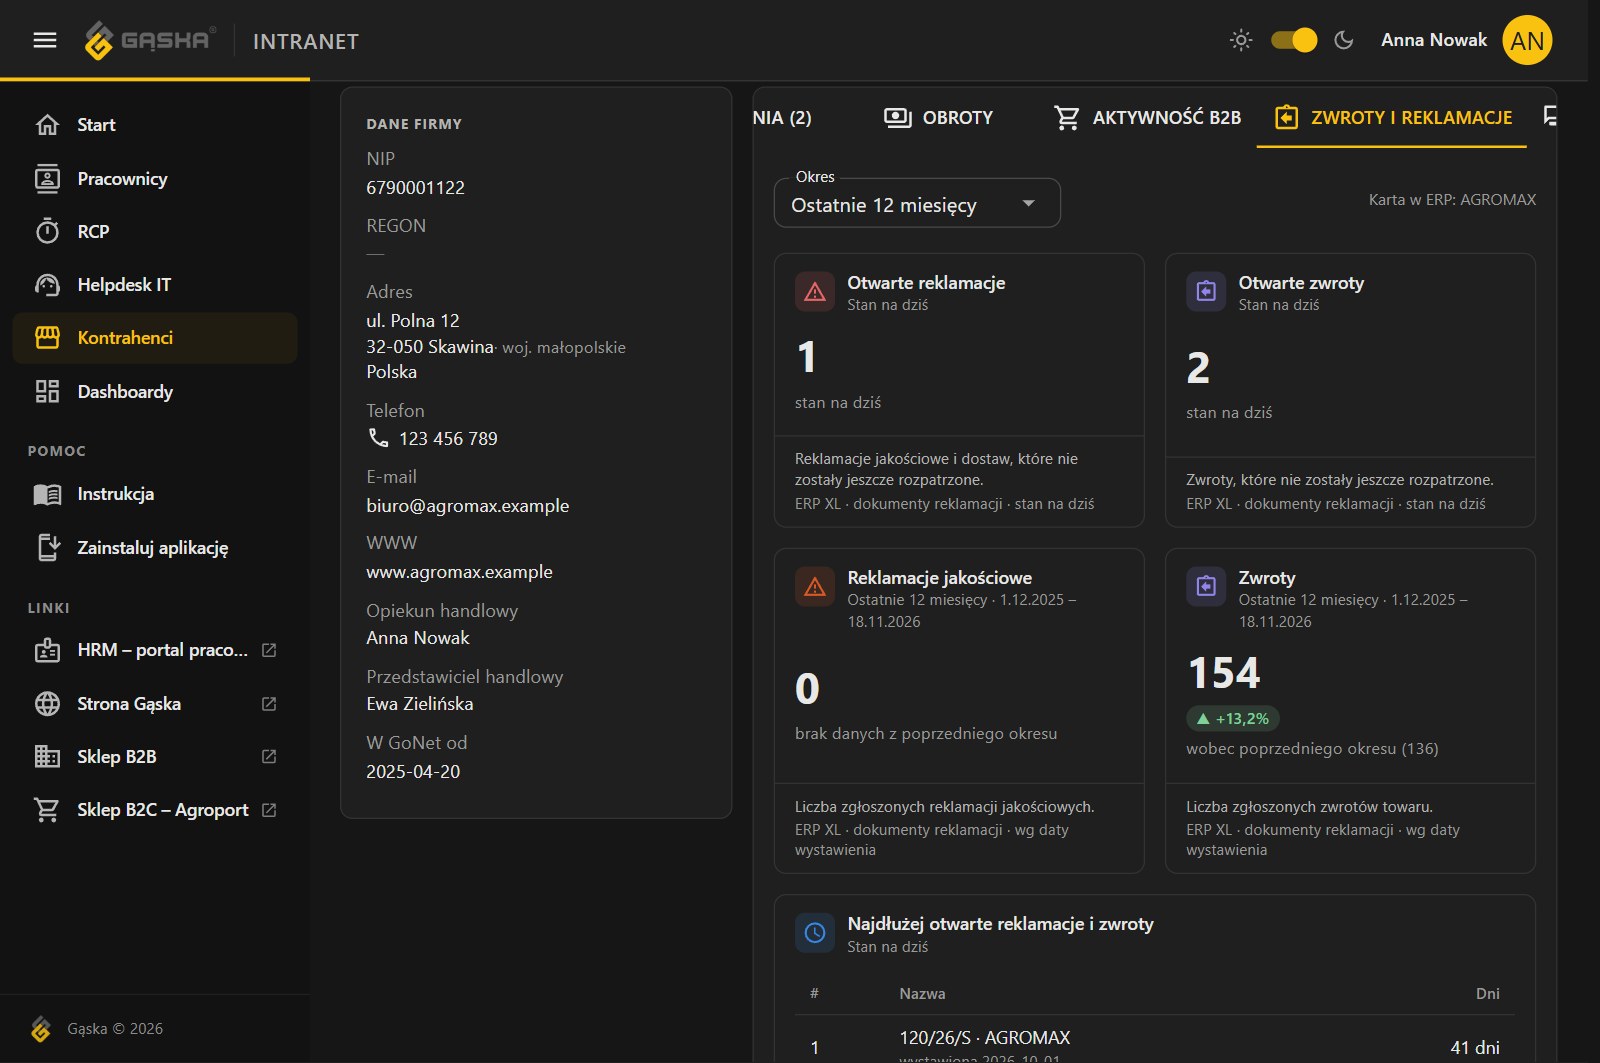 GĄSKA®
INTRANET
Anna Nowak
AN
Start
Pracownicy
RCP
Helpdesk IT
Kontrahenci
Dashboardy
POMOC
Instrukcja
Zainstaluj aplikację
LINKI
HRM – portal praco...
Strona Gąska
Sklep B2B
Sklep B2C – Agroport
Gąska © 2026
DANE FIRMY
NIP
6790001122
REGON
—
Adres
ul. Polna 12
32-050 Skawina· woj. małopolskie
Polska
Telefon
123 456 789
E-mail
biuro@agromax.example
WWW
www.agromax.example
Opiekun handlowy
Anna Nowak
Przedstawiciel handlowy
Ewa Zielińska
W GoNet od
2025-04-20
NIA (2)
OBROTY
AKTYWNOŚĆ B2B
ZWROTY I REKLAMACJE
Okres
Ostatnie 12 miesięcy
Karta w ERP: AGROMAX
Otwarte reklamacje
Stan na dziś
1
stan na dziś
Reklamacje jakościowe i dostaw, które nie
zostały jeszcze rozpatrzone.
ERP XL · dokumenty reklamacji · stan na dziś
Otwarte zwroty
Stan na dziś
2
stan na dziś
Zwroty, które nie zostały jeszcze rozpatrzone.
ERP XL · dokumenty reklamacji · stan na dziś
Reklamacje jakościowe
Ostatnie 12 miesięcy · 1.12.2025 –
18.11.2026
0
brak danych z poprzedniego okresu
Liczba zgłoszonych reklamacji jakościowych.
ERP XL · dokumenty reklamacji · wg daty
wystawienia
Zwroty
Ostatnie 12 miesięcy · 1.12.2025 –
18.11.2026
154
▲ +13,2%
wobec poprzedniego okresu (136)
Liczba zgłoszonych zwrotów towaru.
ERP XL · dokumenty reklamacji · wg daty
wystawienia
Najdłużej otwarte reklamacje i zwroty
Stan na dziś
# Nazwa Dni
1 120/26/S · AGROMAX 41 dni
wystawiona 2026-10-01